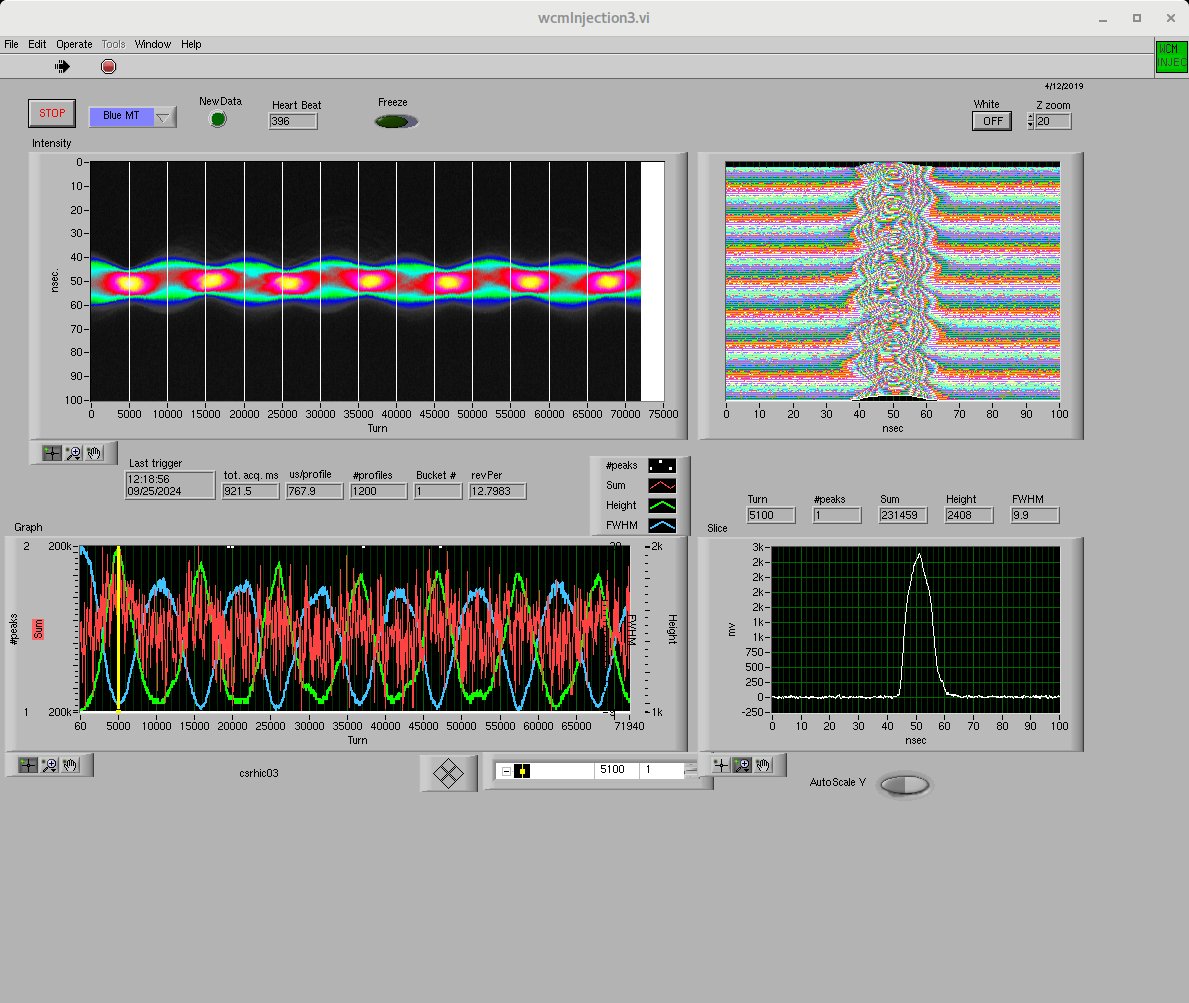 wcmInjection3.vi
File Edit Operate Tools Window Help
WCM
INJEC
4/12/2019
STOP
Blue MT
NewData
Heart Beat
396
Freeze
White
OFF
Z zoom
20
Intensity
0
10
20
30
40
50
60
70
80
90
100
nsec.
0 5000 10000 15000 20000 25000 30000 35000 40000 45000 50000 55000 60000 65000 70000 75000
Turn
0 10 20 30 40 50 60 70 80 90 100
nsec
Last trigger
12:18:56
09/25/2024
tot. acq. ms
921.5
us/profile
767.9
#profiles
1200
Bucket #
1
revPer
12.7983
#peaks
Sum
Height
FWHM
Turn
5100
#peaks
1
Sum
231459
Height
2408
FWHM
9.9
Slice
Graph
2
1
#peaks
200k
200k
Sum
FWHM
2k
1k
Height
60 5000 10000 15000 20000 25000 30000 35000 40000 45000 50000 55000 60000 65000 71940
Turn
3k
2k
2k
2k
2k
1k
1k
750
500
250
0
-250
mv
0 10 20 30 40 50 60 70 80 90 100
nsec
csrhic03
5100 1
AutoScale Y